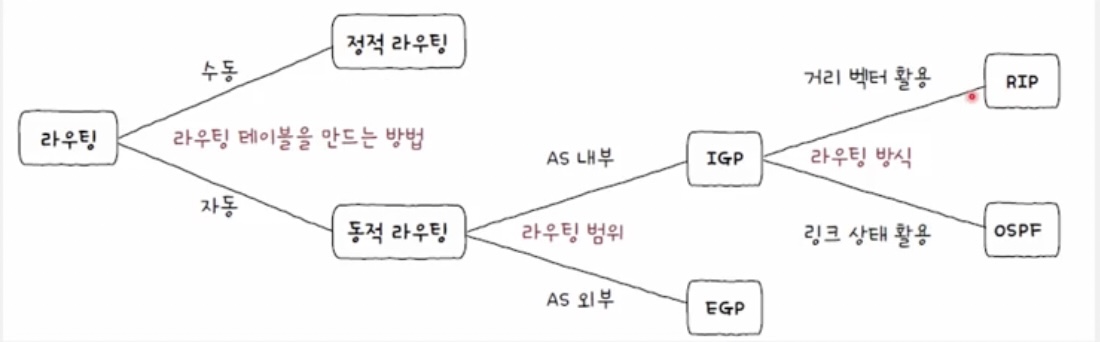 정적 라우팅
수동
라우팅
라우팅 테이블을 만드는 방법
자동
동적 라우팅
AS 내부
라우팅 범위
AS 외부
IGP
EGP
거리 벡터 활용
라우팅 방식
링크 상태 활용
RIP
OSPF